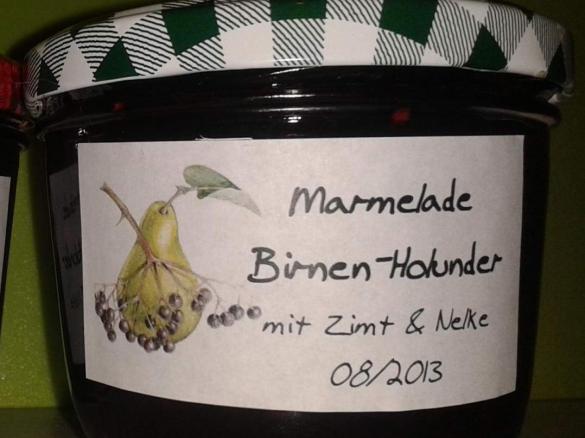 Marmelade
Birnen-Holunder
mit Zimt & Nelke
08/2013